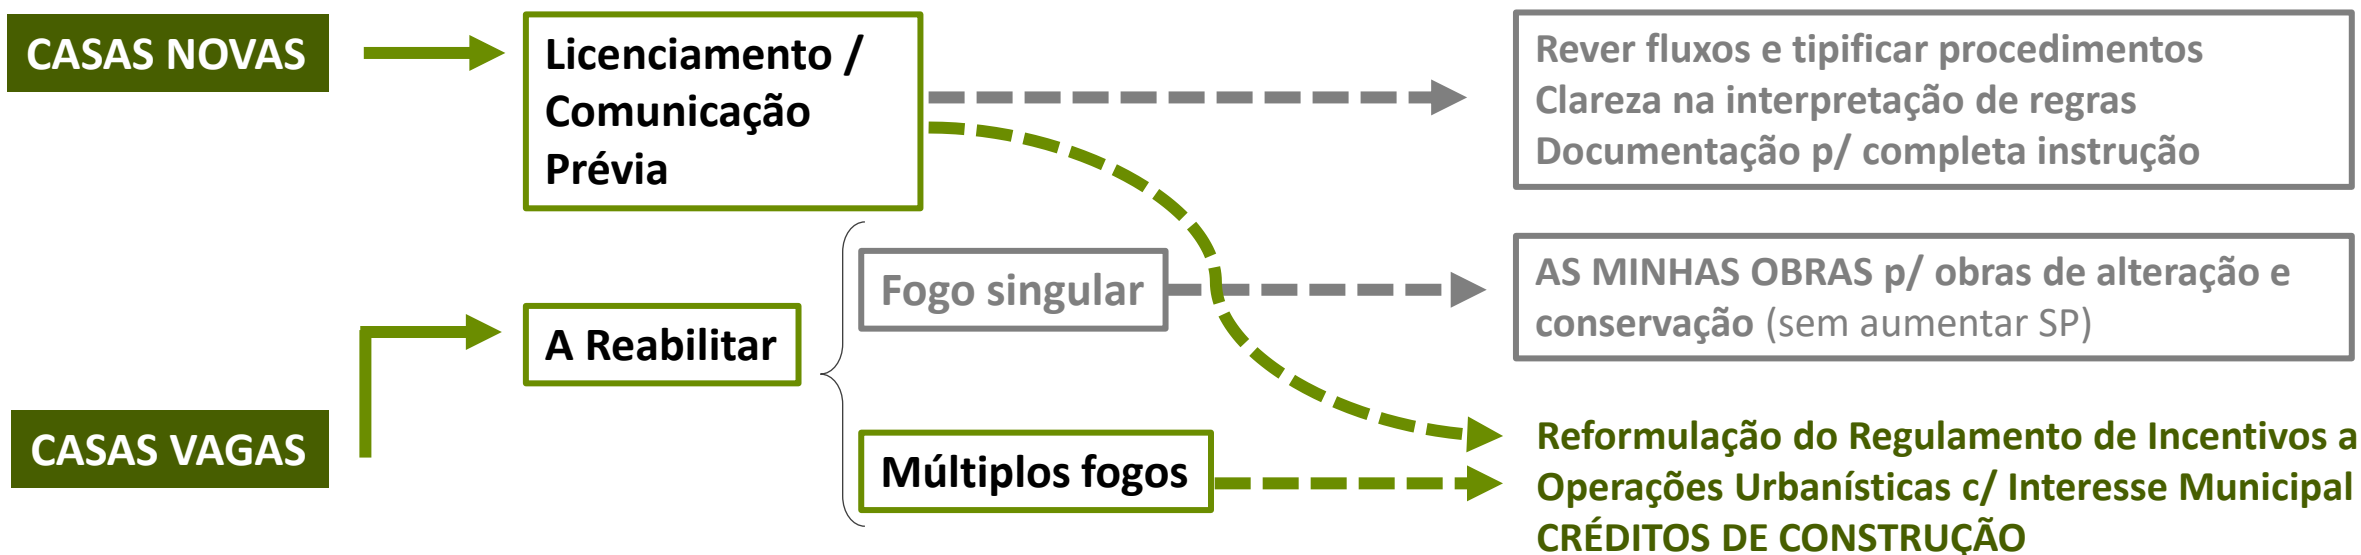 CASAS NOVAS
Licenciamento /
Comunicação
Prévia
Rever fluxos e tipificar procedimentos
Clareza na interpretação de regras
Documentação p/ completa instrução
CASAS VAGAS
A Reabilitar
Fogo singular
AS MINHAS OBRAS p/ obras de alteração e
conservação (sem aumentar SP)
Múltiplos fogos
Reformulação do Regulamento de Incentivos a
Operações Urbanísticas c/ Interesse Municipal
CRÉDITOS DE CONSTRUÇÃO